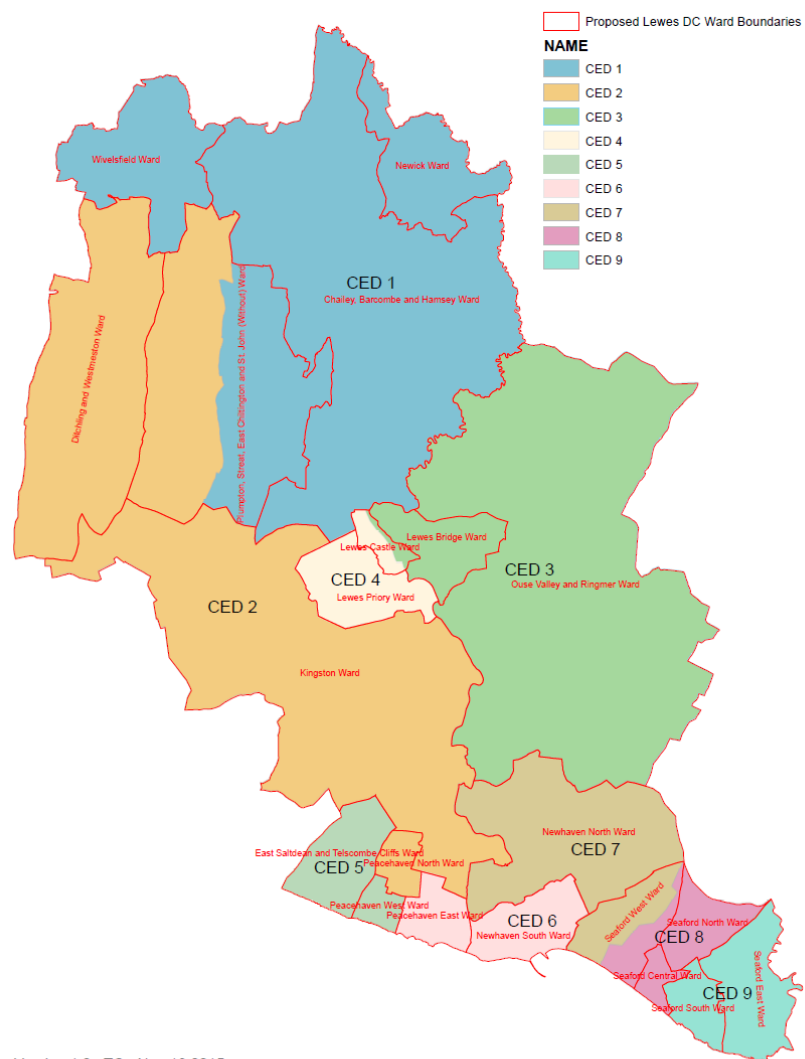 Proposed Lewes DC Ward Boundaries
NAME
CED 1
CED 2
CED 3
CED 4
CED 5
CED 6
CED 7
CED 8
CED 9
Wivelsfield Ward
Newick Ward
CED 1
Chailey, Barcombe and Hamsey Ward
Ditchling and Westmeston Ward
Plumpton, Streat, East Chiltington and St. John (Without) Ward
Lewes Castle Ward
Lewes Bridge Ward
CED 4
Lewes Priory Ward
CED 3
Ouse Valley and Ringmer Ward
CED 2
Kingston Ward
East Saltdean and Telscombe Cliffs Ward
CED 5
Peacehaven North Ward
Peacehaven West Ward
Peacehaven East Ward
Newhaven North Ward
CED 7
CED 6
Newhaven South Ward
Seaford West Ward
Seaford North Ward
CED 8
Seaford Central Ward
CED 9
Seaford South Ward
Seaford East Ward